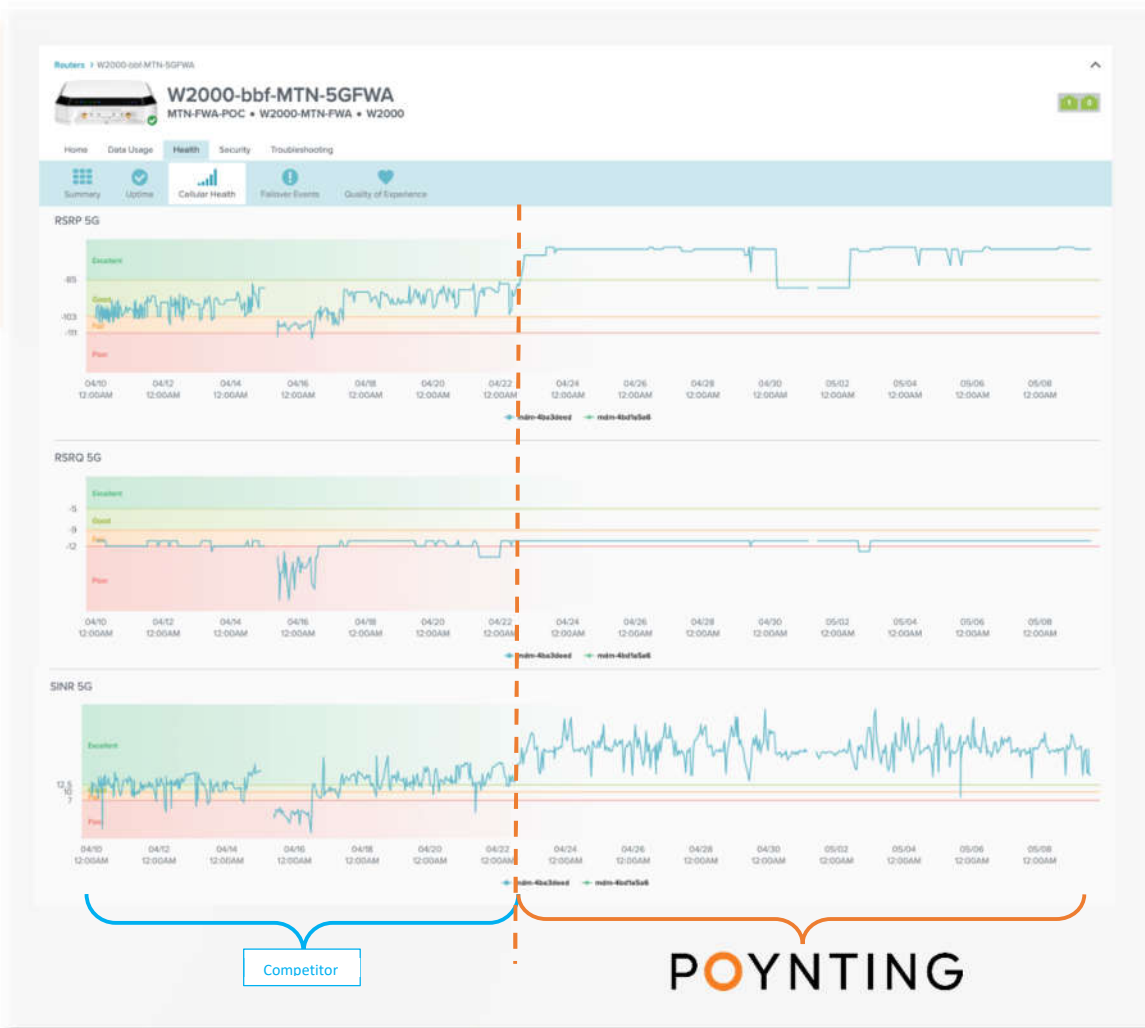 Routers > W2000-bbf-MTN-5GFWA
W2000-bbf-MTN-5GFWA
MTN-FWA-POC • W2000-MTN-FWA • W2000
Home Data Usage Health Security Troubleshooting
Summary Uptime Cellular Health Failover Events Quality of Experience
RSRP 5G
Excellent
-85
Good
-103
Fair
-111
Poor
04/10 04/12 04/14 04/16 04/18 04/20 04/22 04/24 04/26 04/28 04/30 05/02 05/04 05/06 05/08
12:00AM 12:00AM 12:00AM 12:00AM 12:00AM 12:00AM 12:00AM 12:00AM 12:00AM 12:00AM 12:00AM 12:00AM 12:00AM 12:00AM 12:00AM
mdm-4ba3deed mdm-4bd1a5a6
RSRQ 5G
Excellent
-5
Good
-9
Fair
-12
Poor
04/10 04/12 04/14 04/16 04/18 04/20 04/22 04/24 04/26 04/28 04/30 05/02 05/04 05/06 05/08
12:00AM 12:00AM 12:00AM 12:00AM 12:00AM 12:00AM 12:00AM 12:00AM 12:00AM 12:00AM 12:00AM 12:00AM 12:00AM 12:00AM 12:00AM
mdm-4ba3deed mdm-4bd1a5a6
SINR 5G
Excellent
12.5
10
7
Poor
04/10 04/12 04/14 04/16 04/18 04/20 04/22 04/24 04/26 04/28 04/30 05/02 05/04 05/06 05/08
12:00AM 12:00AM 12:00AM 12:00AM 12:00AM 12:00AM 12:00AM 12:00AM 12:00AM 12:00AM 12:00AM 12:00AM 12:00AM 12:00AM 12:00AM
mdm-4ba3deed mdm-4bd1a5a6
Competitor
POYNTING